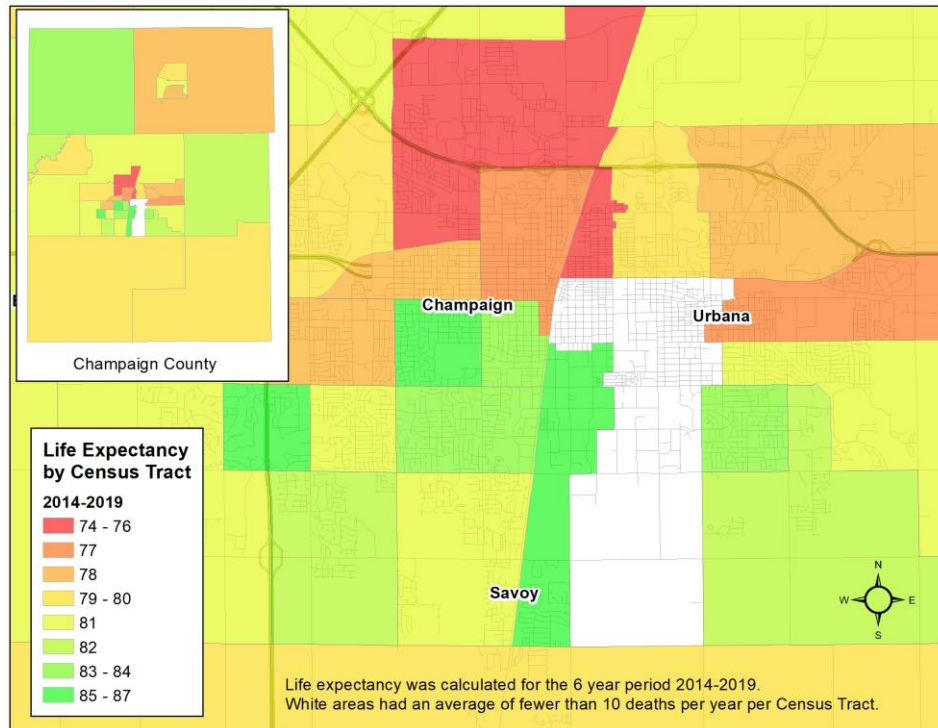 Champaign County
Champaign
Urbana
Savoy
Life Expectancy
by Census Tract
2014-2019
74 - 76
77
78
79 - 80
81
82
83 - 84
85 - 87
N
W
E
S
Life expectancy was calculated for the 6 year period 2014-2019.
White areas had an average of fewer than 10 deaths per year per Census Tract.